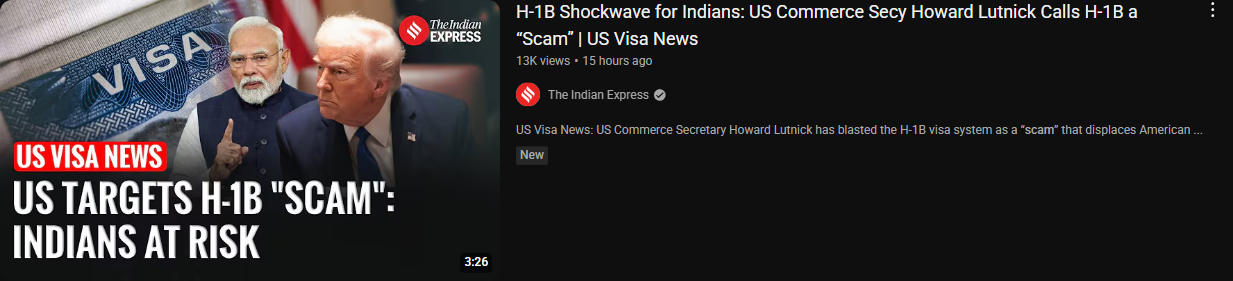 VISA
The Indian
EXPRESS
US VISA NEWS
US TARGETS H-1B "SCAM":
INDIANS AT RISK
3:26
H-1B Shockwave for Indians: US Commerce Secy Howard Lutnick Calls H-1B a
“Scam” | US Visa News
13K views • 15 hours ago
The Indian Express
US Visa News: US Commerce Secretary Howard Lutnick has blasted the H-1B visa system as a “scam” that displaces American ...
New